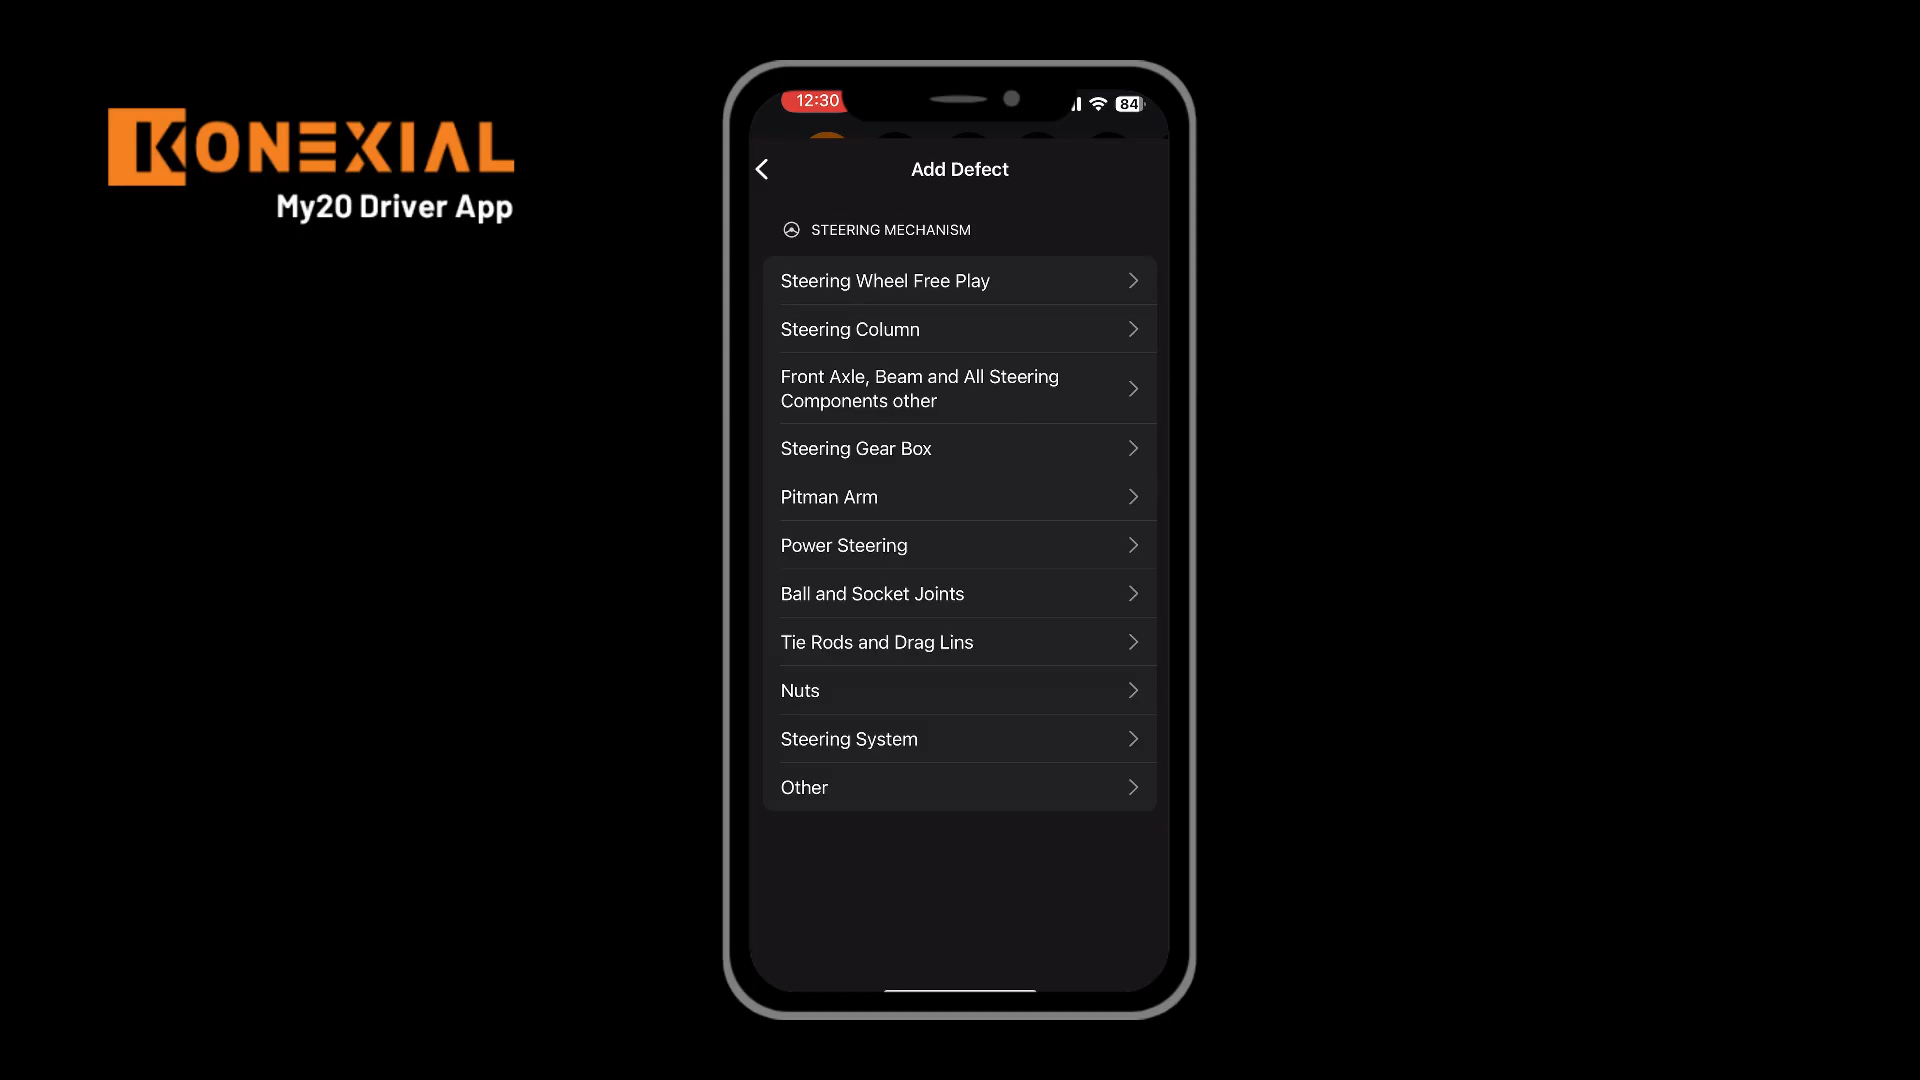 KONEXIAL
My20 Driver App
12:30
84
Add Defect
STEERING MECHANISM
Steering Wheel Free Play
Steering Column
Front Axle, Beam and All Steering
Components other
Steering Gear Box
Pitman Arm
Power Steering
Ball and Socket Joints
Tie Rods and Drag Lins
Nuts
Steering System
Other